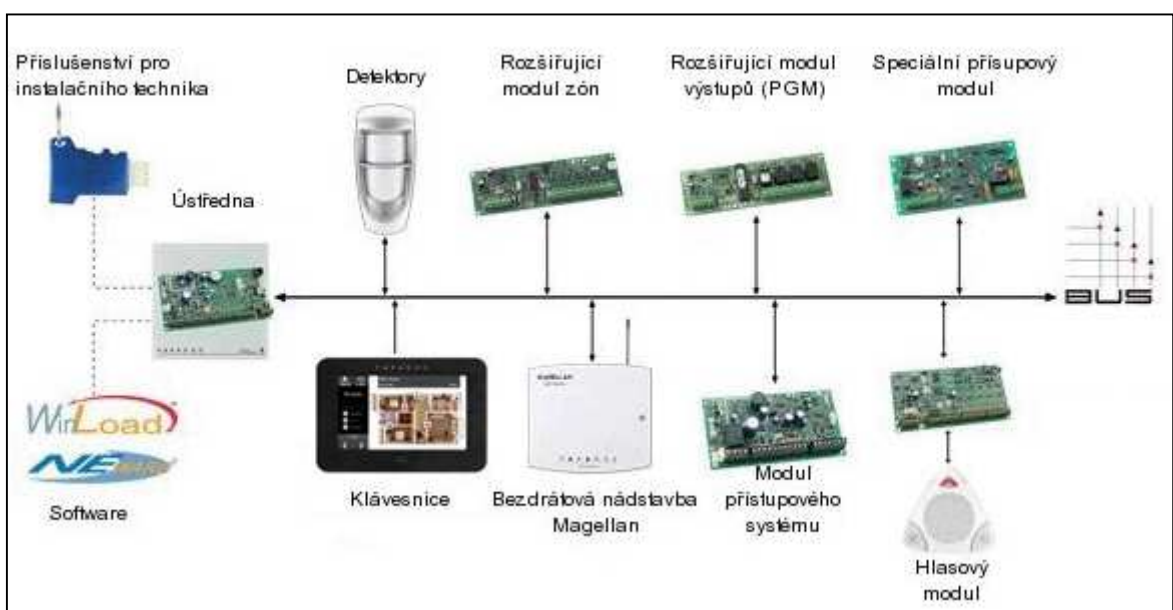 Příslušenství pro
instalačního technika
Detektory
Rozšiřující
modul zón
Rozšiřující modul
výstupů (PGM)
Speciální přísupový
modul
Ústředna
WinLoad
Software
Klávesnice
Bezdrátová nádstavba
Magellan
Modul
přístupového
systému
Hlasový
modul